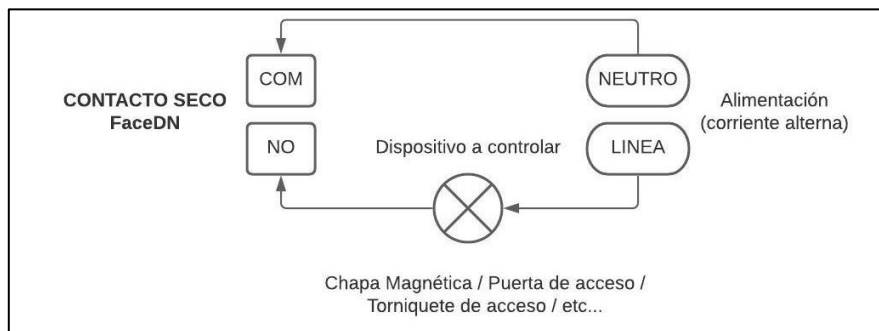 CONTACTO SECO
FaceDN
COM
NO
NEUTRO
LINEA
Alimentación
(corriente alterna)
Dispositivo a controlar
Chapa Magnética / Puerta de acceso /
Torniquete de acceso / etc...